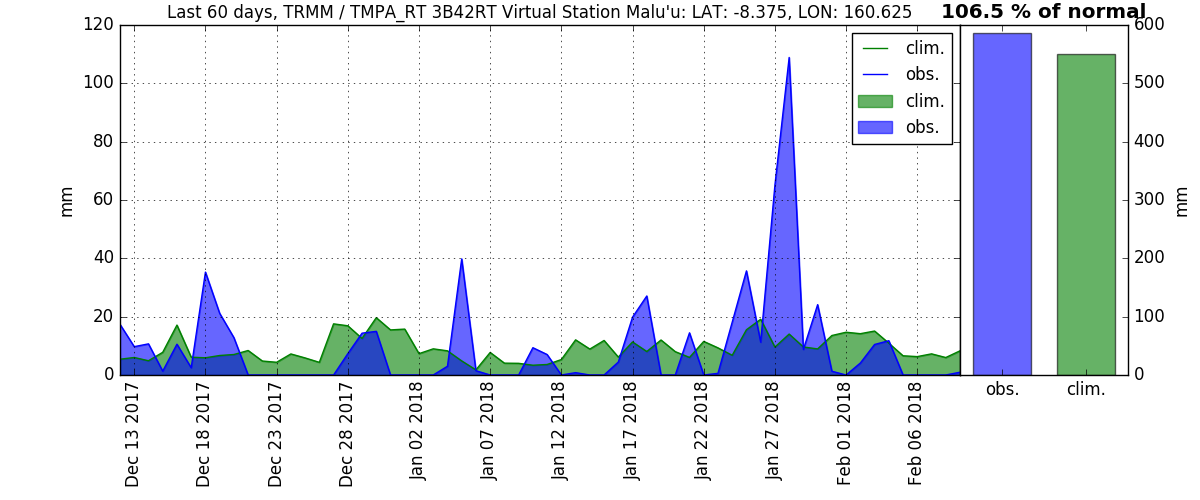 Last 60 days, TRMM / TMPA_RT 3B42RT Virtual Station Malu'u: LAT: -8.375, LON: 160.625
106.5 % of normal
120
100
80
60
40
20
0
mm
clim.
obs.
clim.
obs.
600
500
400
300
200
100
0
mm
Dec 13 2017
Dec 18 2017
Dec 23 2017
Dec 28 2017
Jan 02 2018
Jan 07 2018
Jan 12 2018
Jan 17 2018
Jan 22 2018
Jan 27 2018
Feb 01 2018
Feb 06 2018
obs.
clim.